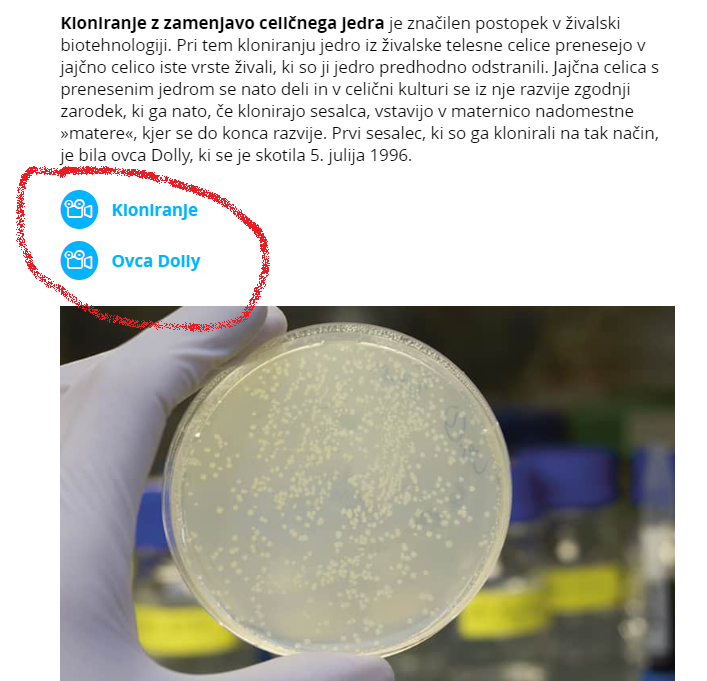 Kloniranje z zamenjavo celičnega jedra je značilen postopek v živalski
biotehnologiji. Pri tem kloniranju jedro iz živalske telesne celice prenesejo v
jajčno celico iste vrste živali, ki so ji jedro predhodno odstranili. Jajčna celica s
prenesenim jedrom se nato deli in v celični kulturi se iz nje razvije zgodnji
zarodek, ki ga nato, če klonirajo sesalca, vstavijo v maternico nadomestne
»matere«, kjer se do konca razvije. Prvi sesalec, ki so ga klonirali na tak način,
je bila ovca Dolly, ki se je skotila 5. julija 1996.
Kloniranje
Ovca Dolly